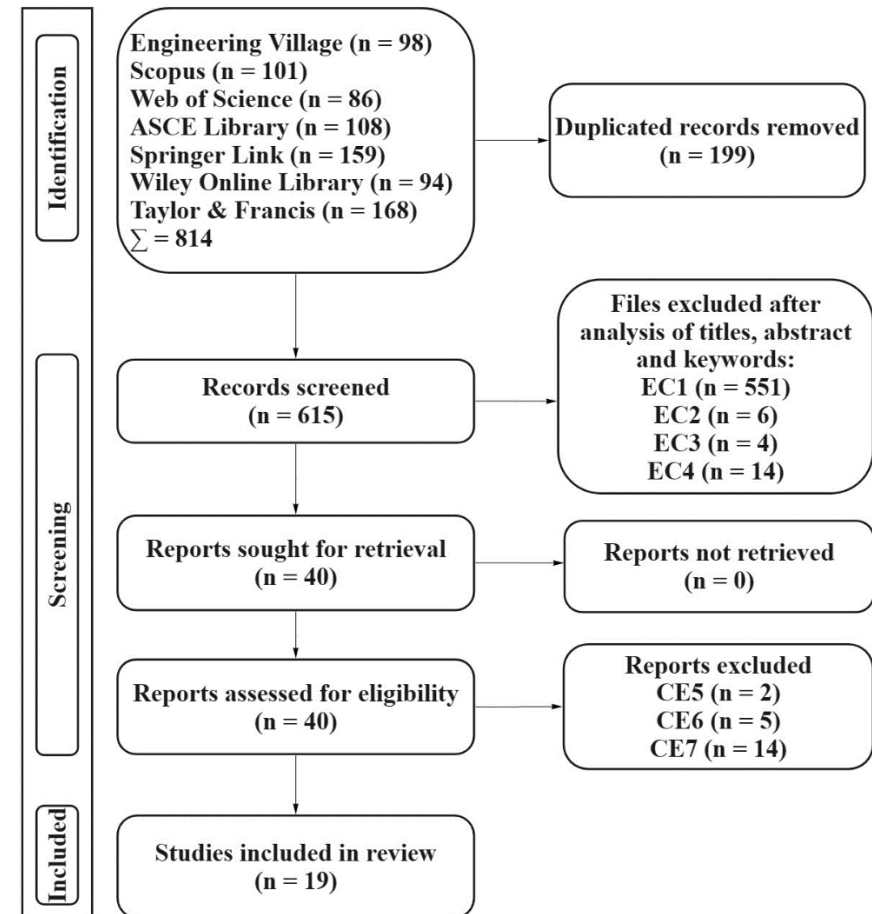 Identification
Engineering Village (n = 98)
Scopus (n = 101)
Web of Science (n = 86)
ASCE Library (n = 108)
Springer Link (n = 159)
Wiley Online Library (n = 94)
Taylor & Francis (n = 168)
∑ = 814
Duplicated records removed
(n = 199)
Screening
Records screened
(n = 615)
Files excluded after
analysis of titles, abstract
and keywords:
EC1 (n = 551)
EC2 (n = 6)
EC3 (n = 4)
EC4 (n = 14)
Reports sought for retrieval
(n = 40)
Reports not retrieved
(n = 0)
Reports assessed for eligibility
(n = 40)
Reports excluded
CE5 (n = 2)
CE6 (n = 5)
CE7 (n = 14)
Included
Studies included in review
(n = 19)